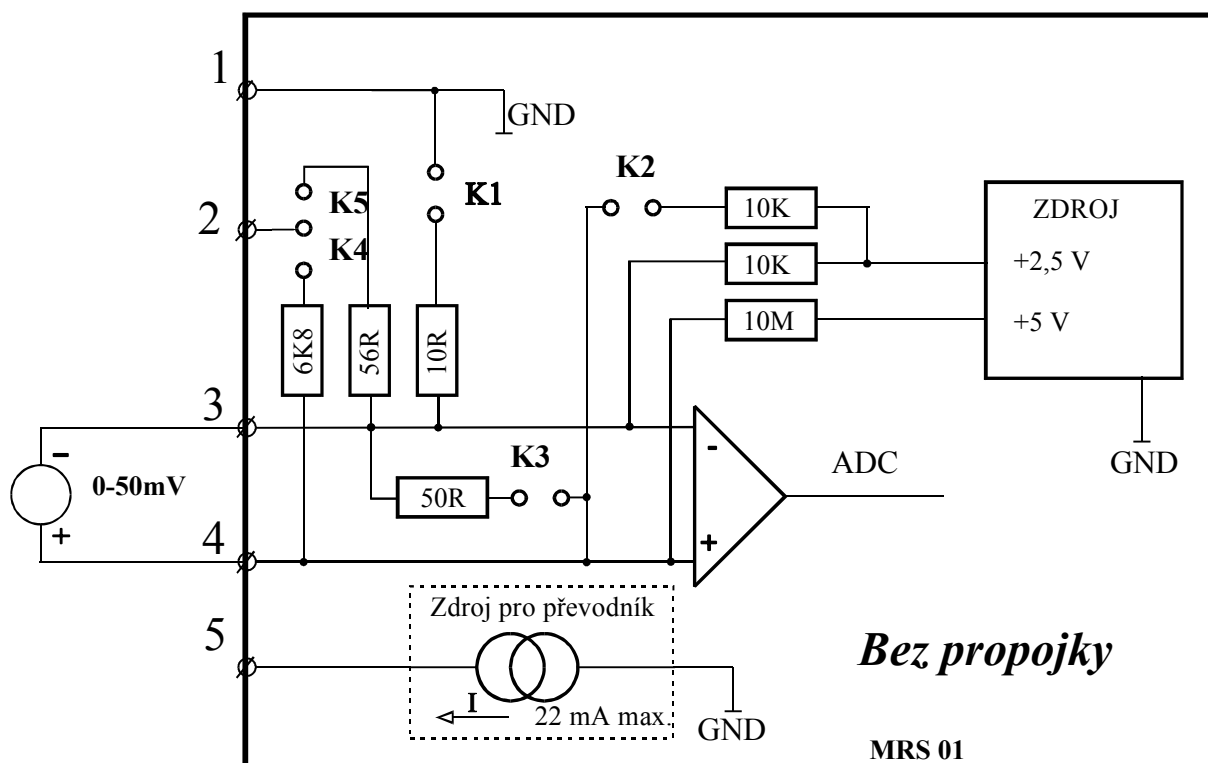 1
GND
K5
K1
K2
10K
ZDROJ
2
K4
10K
+2,5 V
10M
+5 V
6K8
56R
10R
3
-
0-50mV
K3
50R
-
ADC
GND
+
+
4
Zdroj pro převodník
5
I
22 mA max.
GND
Bez propojky
MRS 01